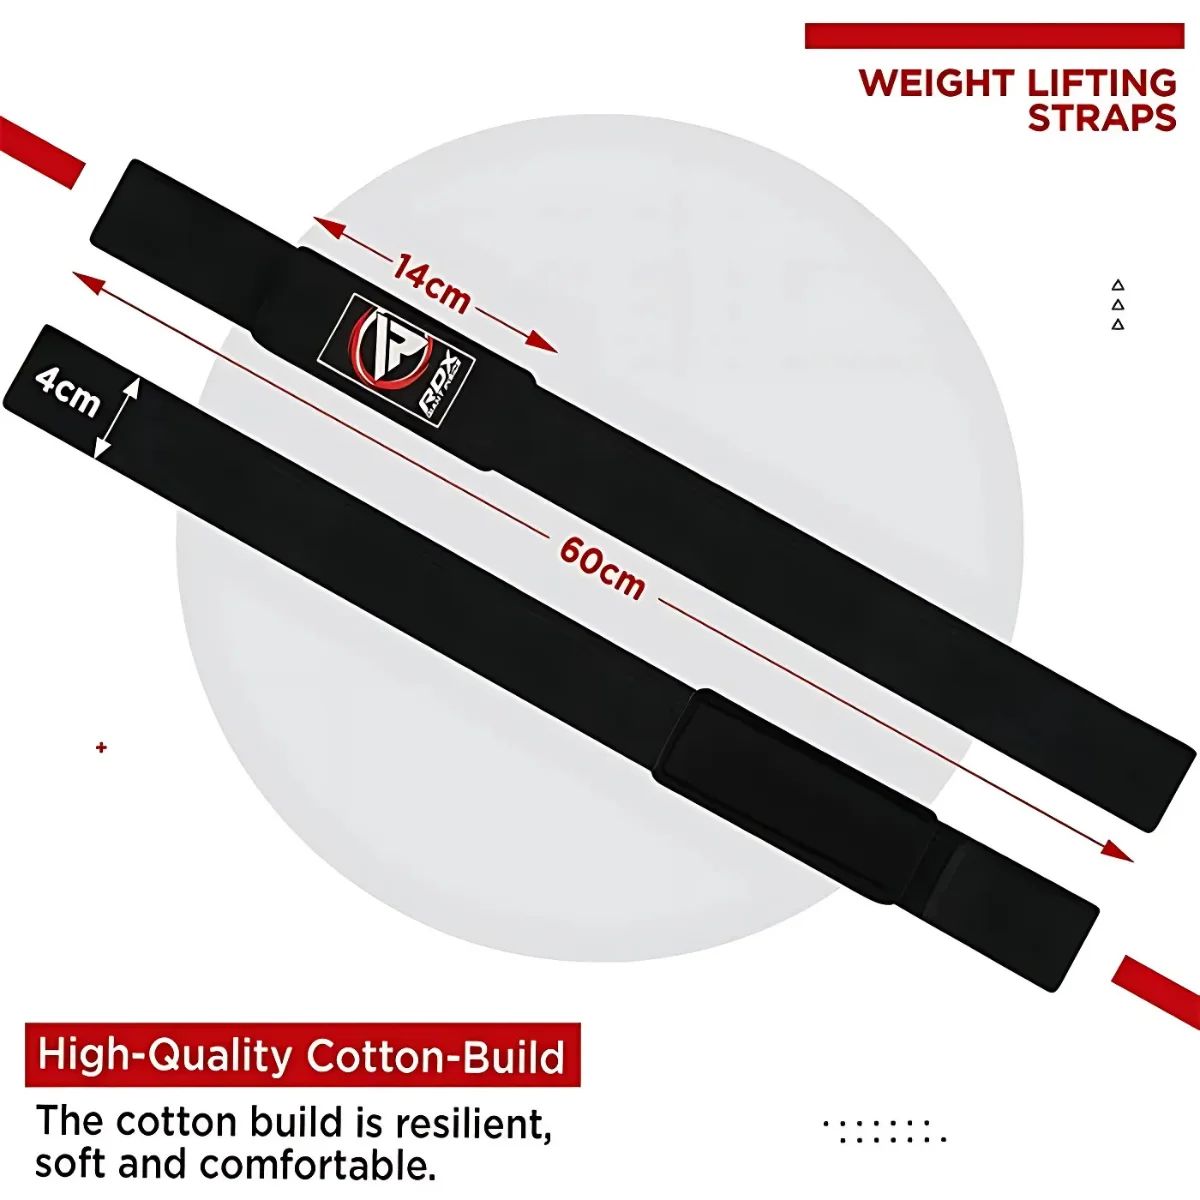 WEIGHT LIFTING
STRAPS
14cm
RDX
4cm
60cm
High-Quality Cotton-Build
The cotton build is resilient,
soft and comfortable.